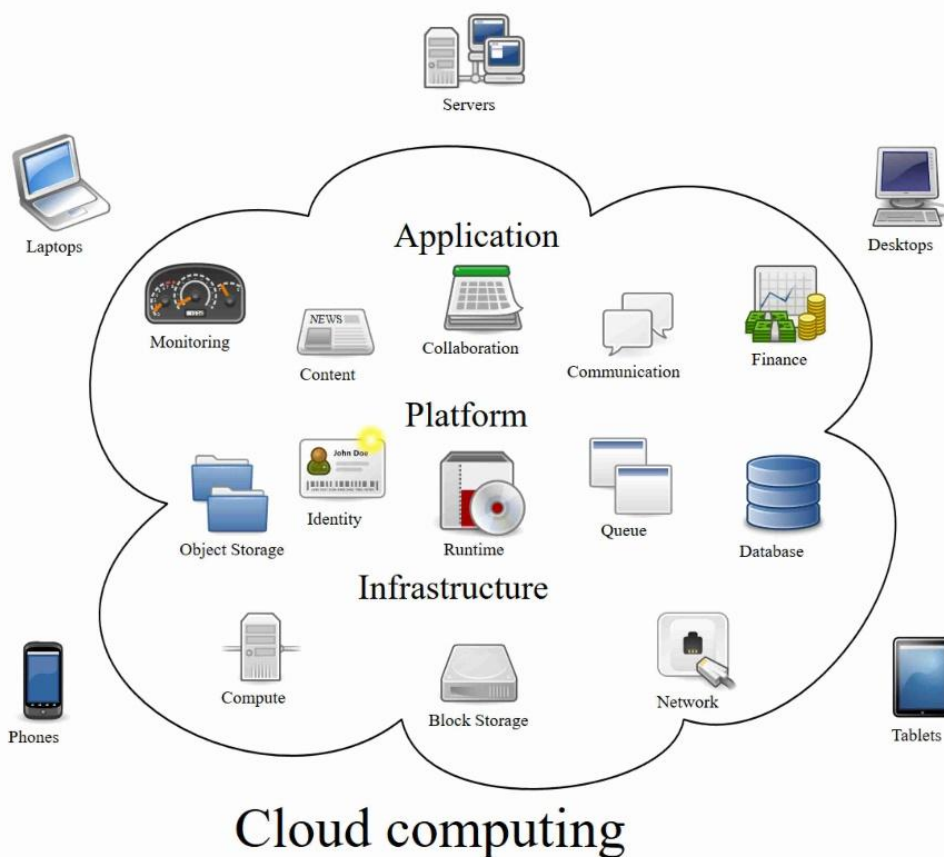 Servers
Laptops
Desktops
Application
Monitoring
NEWS
Content
Collaboration
Communication
Finance
Platform
John Doe
Object Storage
Identity
Runtime
Queue
Database
Infrastructure
Compute
Block Storage
Network
Phones
Tablets
Cloud computing